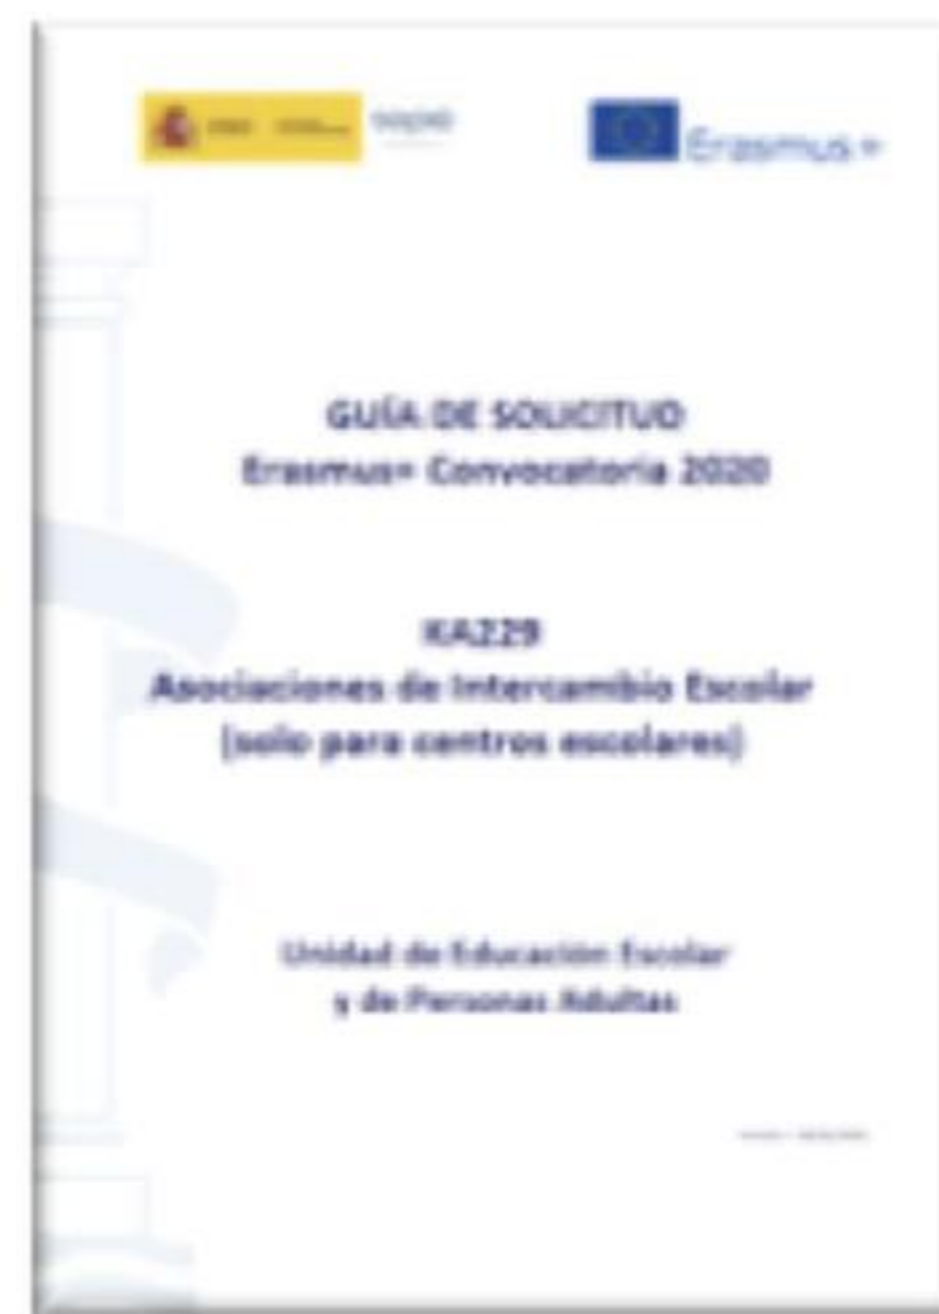 sepie
Erasmus+
GUÍA DE SOLICITUD
Erasmus+ Convocatoria 2020
KA229
Asociaciones de Intercambio Escolar
(solo para centros escolares)
Unidad de Educación Escolar
y de Personas Adultas